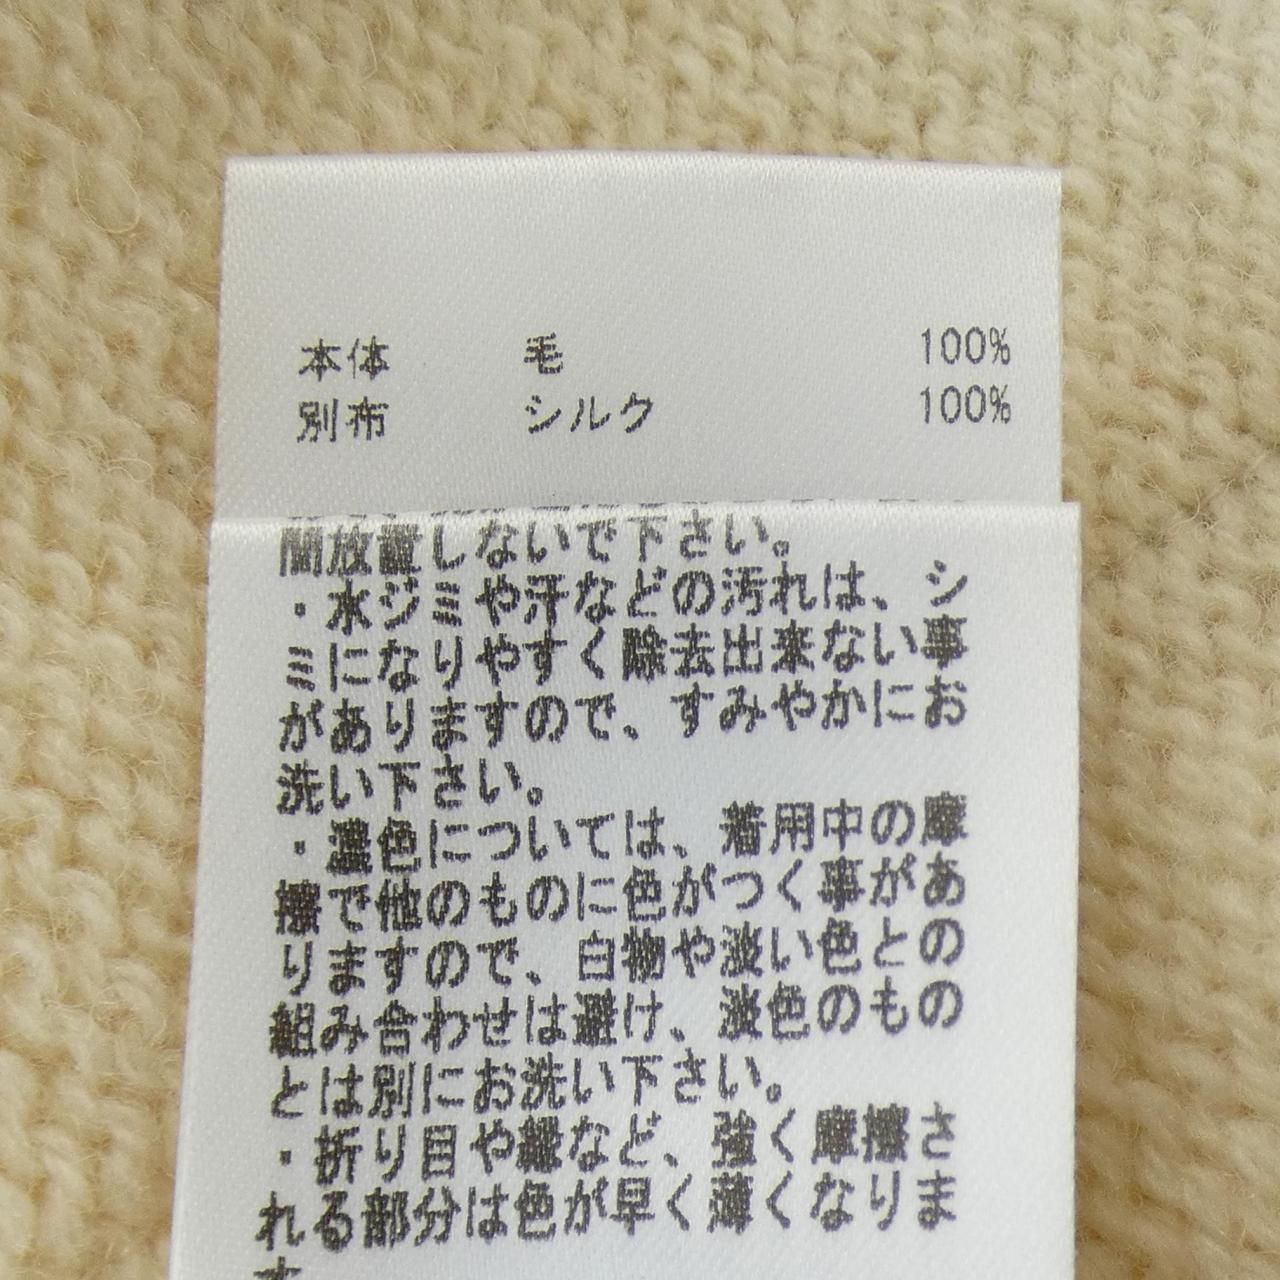 本体 毛 100%
別布 シルク 100%
間放置しないで下さい。
・水ジミや汗などの汚れは、シ
ミになりやすく除去出来ない事
がありますので、すみやかにお
洗い下さい。
・濃色については、着用中の摩
擦で他のものに色がつく事があ
りますので、白物や淡い色との
組み合わせは避け、淡色のもの
とは別にお洗い下さい。
・折り目や縁など、強く摩擦さ
れる部分は色が早く薄くなりま
す